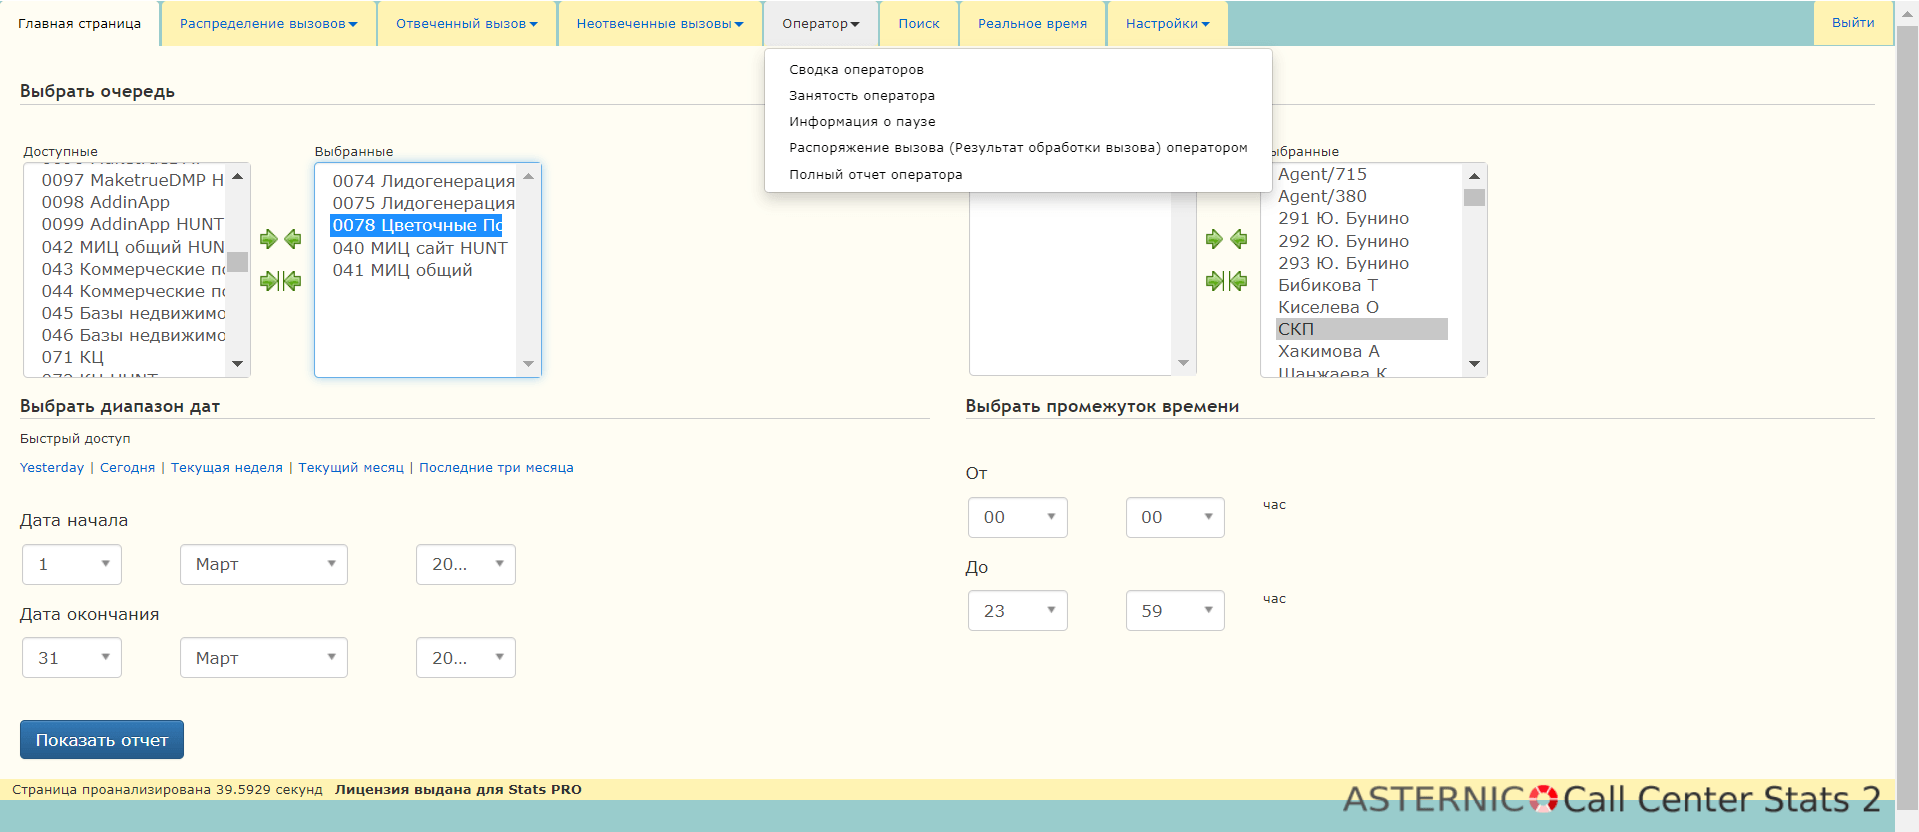 Главная страница
Распределение вызовов
Отвеченный вызов
Неотвеченные вызовы
Оператор
Поиск
Реальное время
Настройки
Выйти
Сводка операторов
Занятость оператора
Информация о паузе
Распоряжение вызова (Результат обработки вызова) оператором
Полный отчет оператора
Выбрать очередь
Доступные
0097 MaketrueDMP H
0098 AddinApp
0099 AddinApp HUNT
042 МИЦ общий HUN
043 Коммерческие по
044 Коммерческие по
045 Базы недвижимо
046 Базы недвижимо
071 КЦ
Выбранные
0074 Лидогенерация
0075 Лидогенерация
0078 Цветочные По
040 МИЦ сайт HUNT
041 МИЦ общий
ыбранные
Agent/715
Agent/380
291 Ю. Бунино
292 Ю. Бунино
293 Ю. Бунино
Бибикова Т
Киселева О
СКП
Хакимова А
Шанжаева К
Выбрать диапазон дат
Быстрый доступ
Yesterday | Сегодня | Текущая неделя | Текущий месяц | Последние три месяца
Дата начала
1 Март 20...
Дата окончания
31 Март 20...
Выбрать промежуток времени
От
00 00 час
До
23 59 час
Показать отчет
Страница проанализирована 39.5929 секунд Лицензия выдана для Stats PRO
ASTERNIC Call Center Stats 2